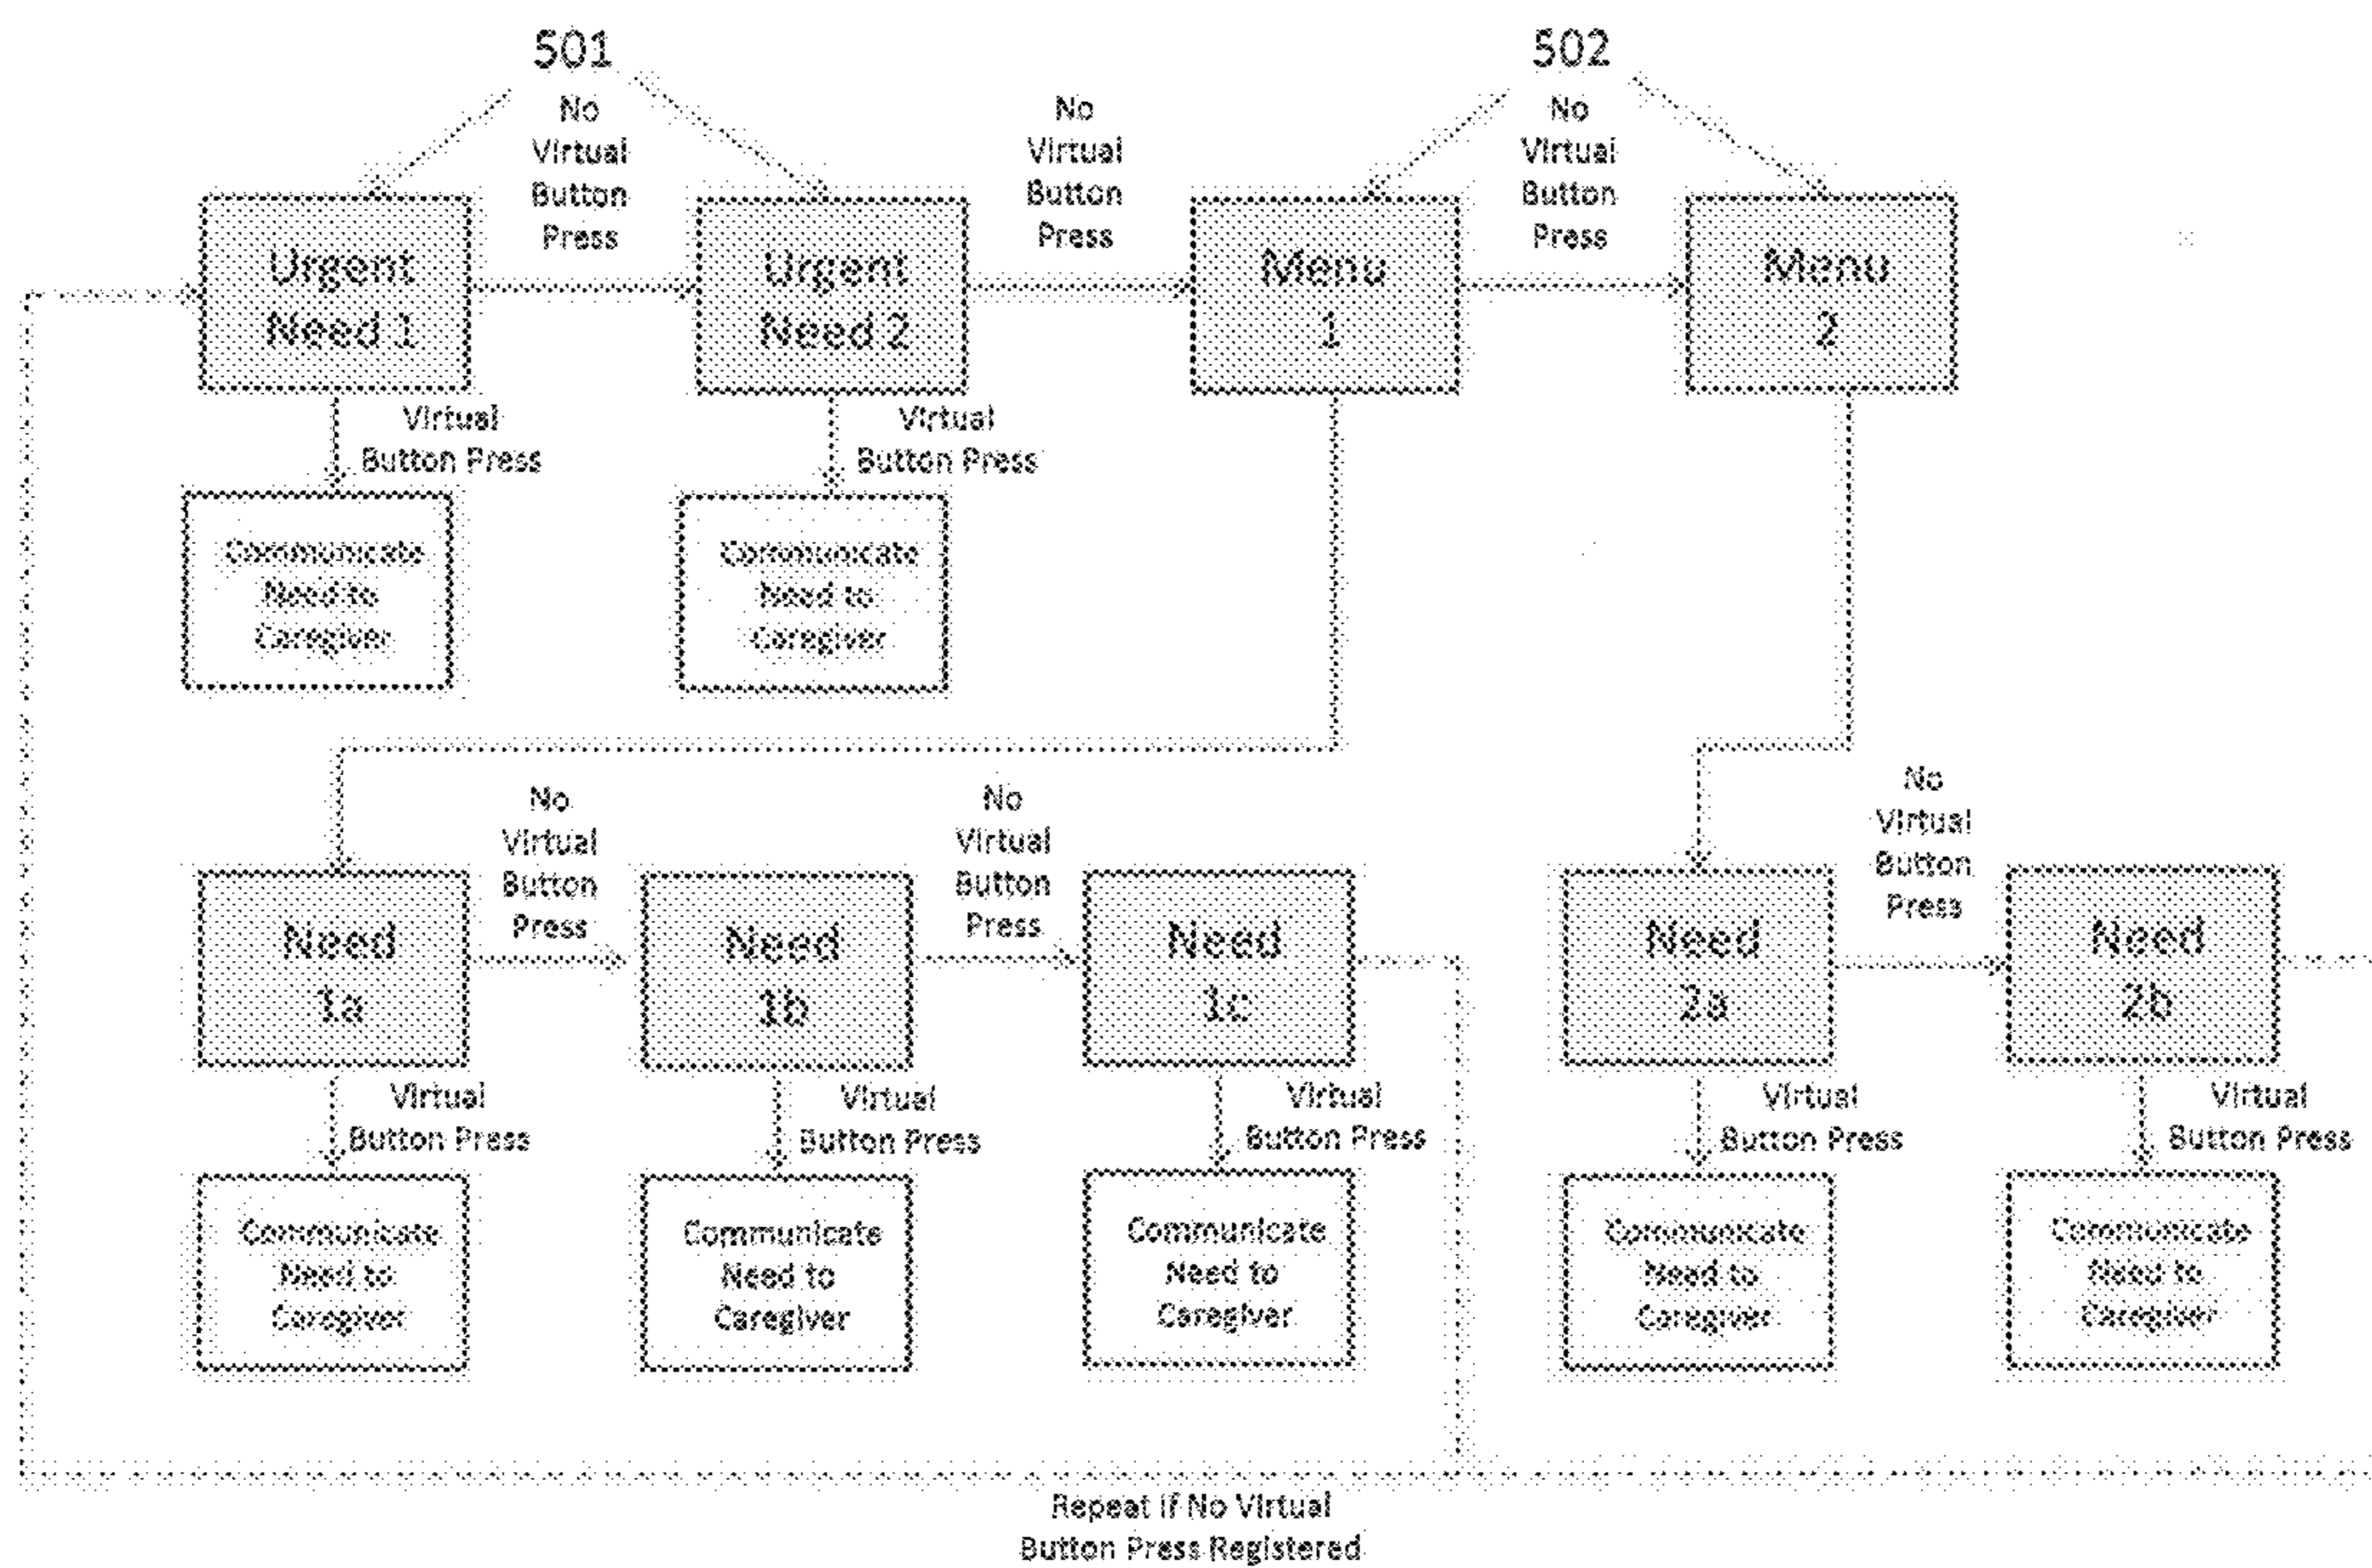 501
502
No
Virtual
Button
Press
No
Virtual
Button
Press
No
Virtual
Button
Press
Urgent
Need 1
Urgent
Need 2
Menu
1
Menu
2
Virtual
Button Press
Virtual
Button Press
Communicate
Need to
Caregiver
Communicate
Need to
Caregiver
No
Virtual
Button
Press
No
Virtual
Button
Press
No
Virtual
Button
Press
Need
1a
Need
1b
Need
1c
Need
2a
Need
2b
Virtual
Button Press
Virtual
Button Press
Virtual
Button Press
Virtual
Button Press
Virtual
Button Press
Communicate
Need to
Caregiver
Communicate
Need to
Caregiver
Communicate
Need to
Caregiver
Communicate
Need to
Caregiver
Communicate
Need to
Caregiver
Repeat if No Virtual
Button Press Registered